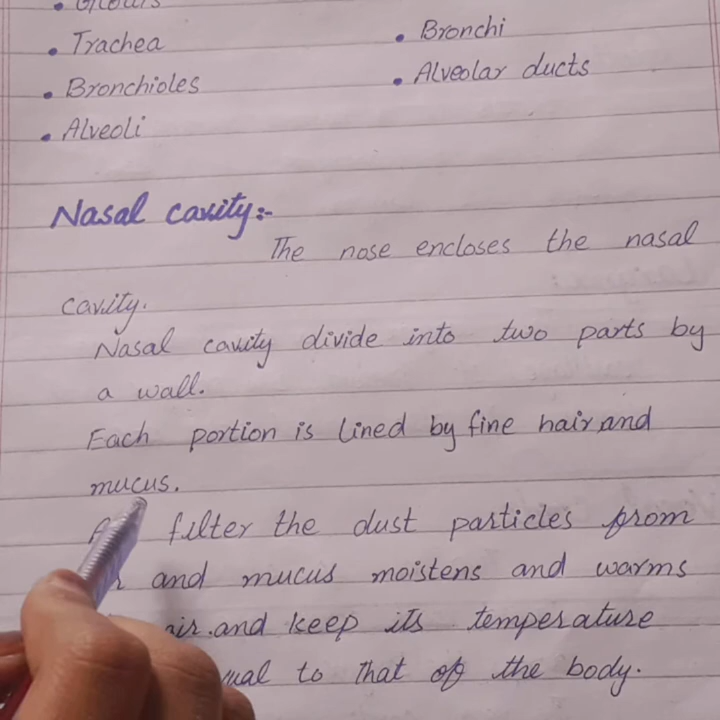 • Trachea
• Bronchi
• Bronchioles
• Alveolar ducts
• Alveoli
Nasal cavity:-
The nose encloses the nasal
cavity.
Nasal cavity divide into two parts by
a wall.
Each portion is lined by fine hair and
mucus.
filter the dust particles from
and mucus moistens and warms
air. and keep its temperature
to that of the body.